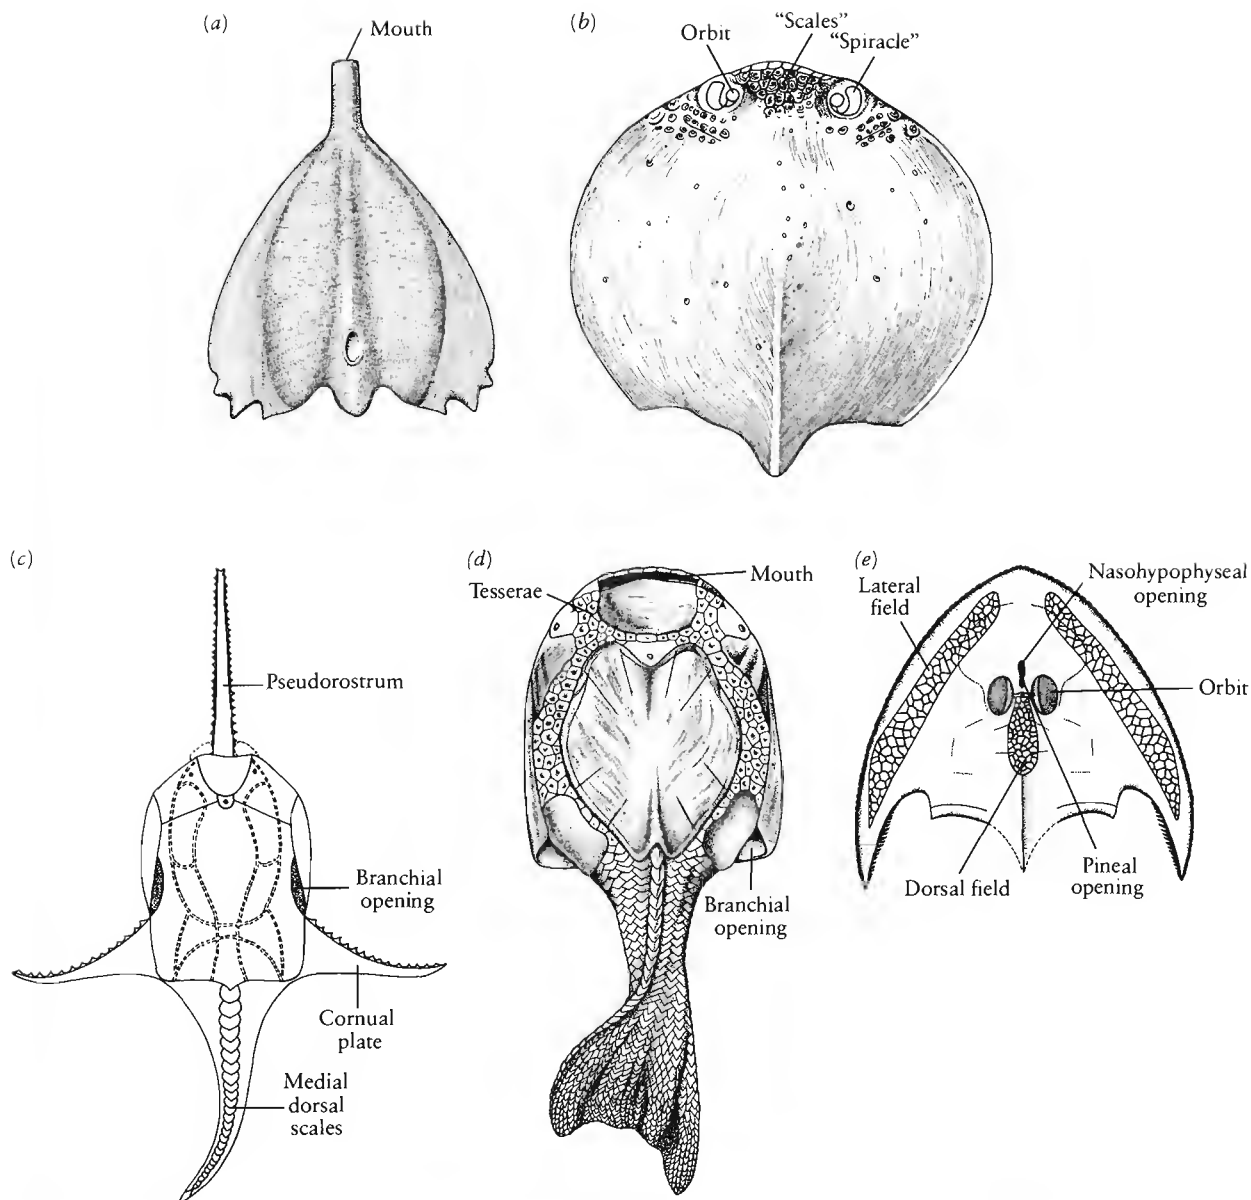 (a)
Mouth
(b)
Orbit
“Scales”
“Spiracle”
(c)
Pseudorostrum
Branchial
opening
Cornual
plate
Medial
dorsal
scales
(d)
Tesserae
Mouth
Branchial
opening
(e)
Lateral
field
Nasohypophyseal
opening
Orbit
Dorsal field
Pineal
opening